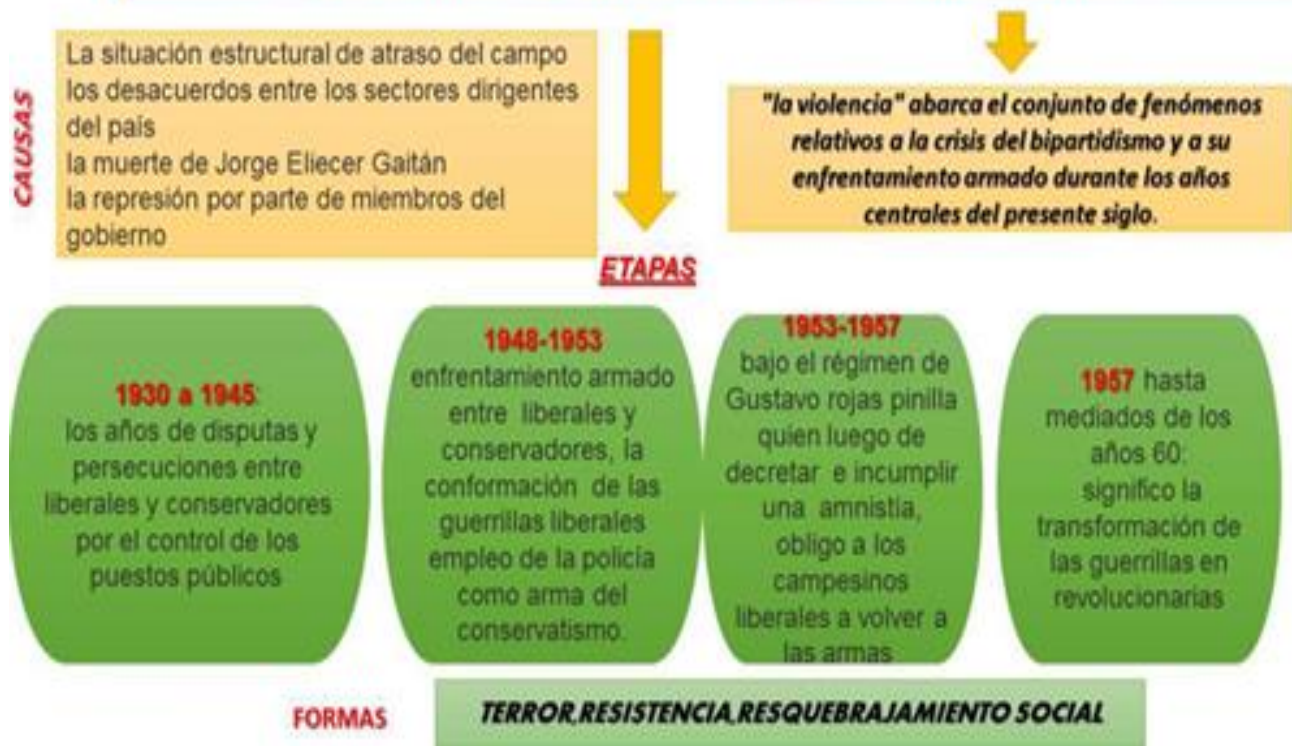 CAUSAS
La situación estructural de atraso del campo
los desacuerdos entre los sectores dirigentes
del país
la muerte de Jorge Eliecer Gaitán
la represión por parte de miembros del
gobierno
"la violencia" abarca el conjunto de fenómenos
relativos a la crisis del bipartidismo y a su
enfrentamiento armado durante los años
centrales del presente siglo.
ETAPAS
1930 a 1945:
los años de disputas y
persecuciones entre
liberales y conservadores
por el control de los
puestos públicos
1948-1953
enfrentamiento armado
entre liberales y
conservadores, la
conformación de las
guerrillas liberales
empleo de la policía
como arma del
conservatismo.
1953-1957
bajo el régimen de
Gustavo rojas pinilla
quien luego de
decretar e incumplir
una amnistía,
obligo a los
campesinos
liberales a volver a
las armas
1957 hasta
mediados de los
años 60:
significo la
transformación de
las guerrillas en
revolucionarias
FORMAS
TERROR,RESISTENCIA,RESQUEBRAJAMIENTO SOCIAL